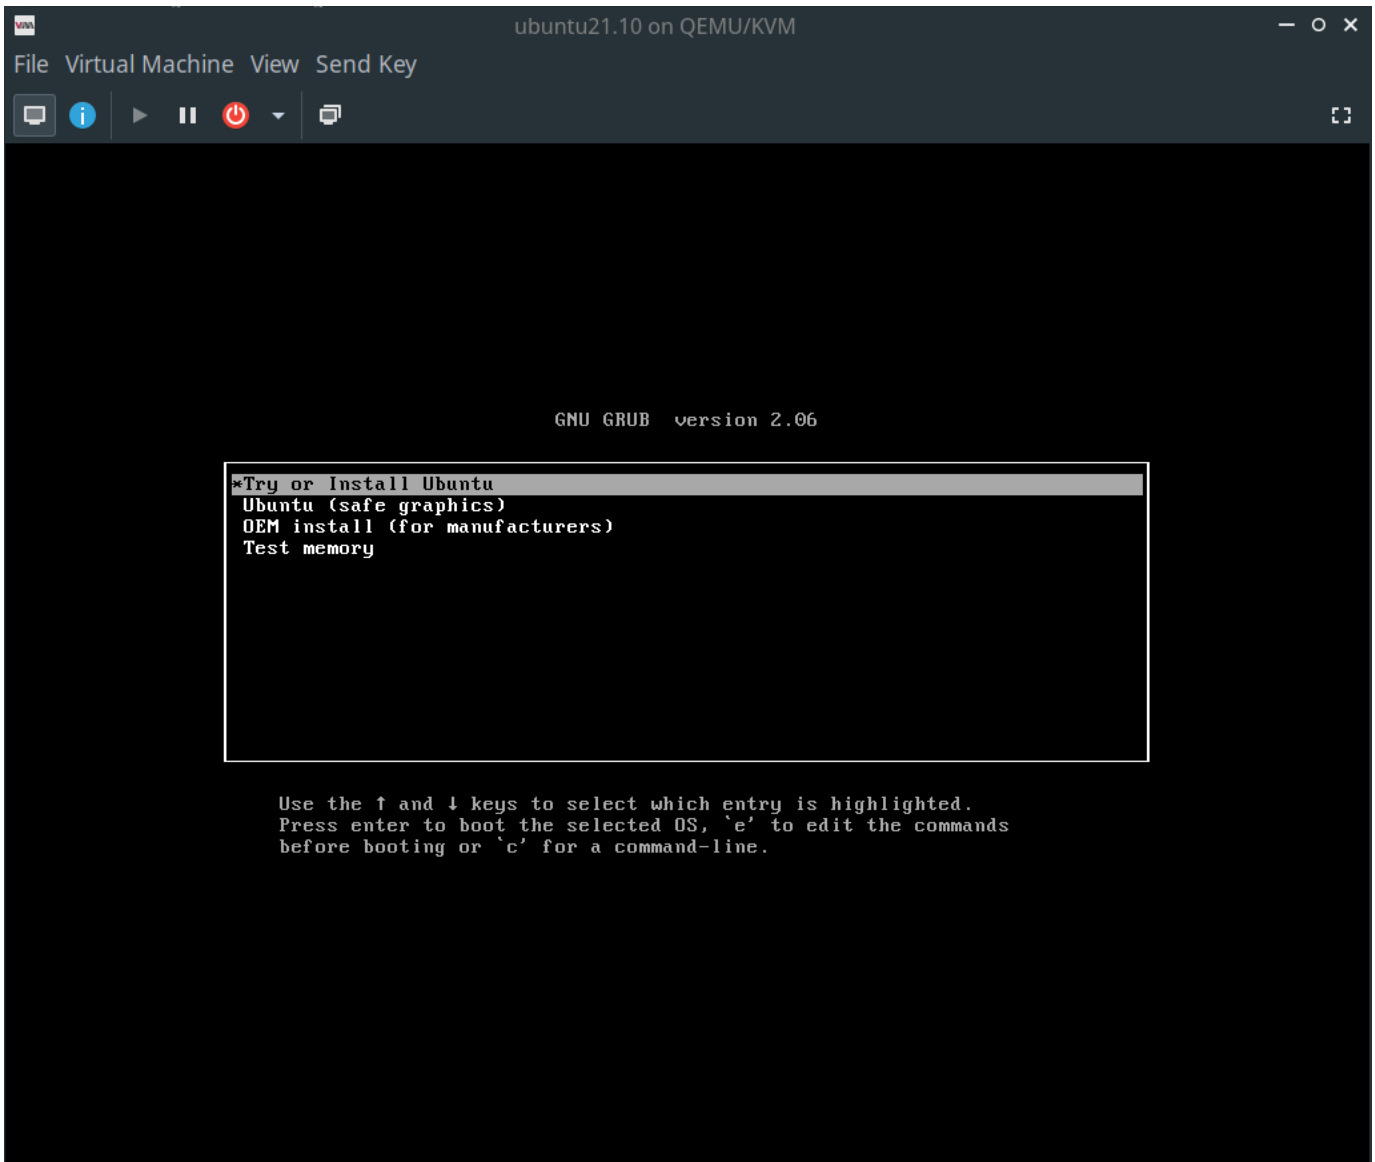 ubuntu21.10 on QEMU/KVM
File Virtual Machine View Send Key
GNU GRUB  version 2.06
*Try or Install Ubuntu
Ubuntu (safe graphics)
OEM install (for manufacturers)
Test memory
Use the ↑ and ↓ keys to select which entry is highlighted.
Press enter to boot the selected OS, `e' to edit the commands
before booting or `c' for a command-line.